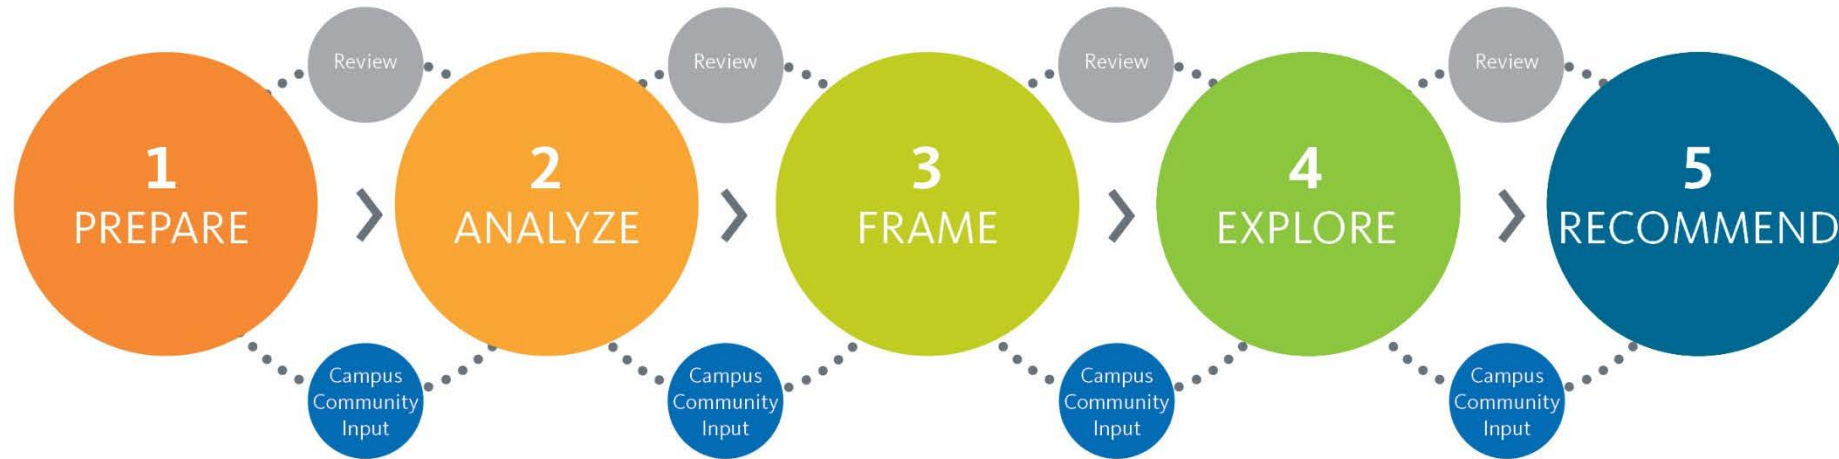 Review
Review
Review
Review
1
PREPARE
2
ANALYZE
3
FRAME
4
EXPLORE
5
RECOMMEND
Campus
Community
Input
Campus
Community
Input
Campus
Community
Input
Campus
Community
Input